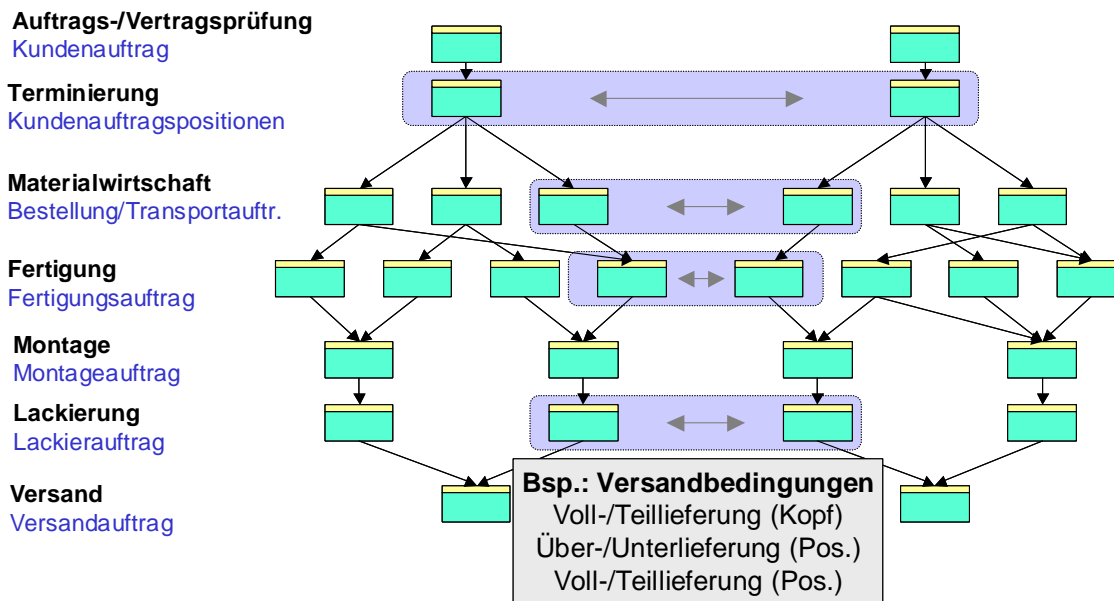 Auftrags-/Vertragsprüfung
Kundenauftrag
Terminierung
Kundenauftragspositionen
Materialwirtschaft
Bestellung/Transportauftr.
Fertigung
Fertigungsauftrag
Montage
Montageauftrag
Lackierung
Lackierauftrag
Versand
Versandauftrag
Bsp.: Versandbedingungen
Voll-/Teillieferung (Kopf)
Über-/Unterlieferung (Pos.)
Voll-/Teillieferung (Pos.)